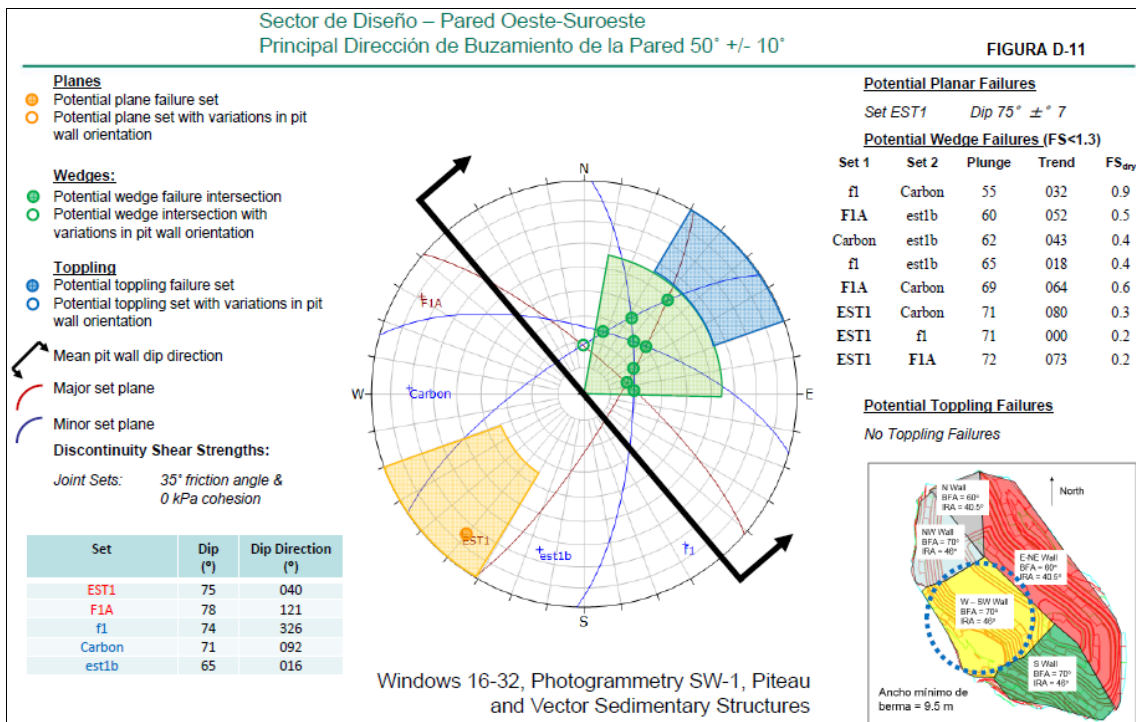 Sector de Diseño – Pared Oeste-Suroeste
Principal Dirección de Buzamiento de la Pared 50° +/- 10°
FIGURA D-11
Planes
Potential plane failure set
Potential plane set with variations in pit
wall orientation
Wedges:
Potential wedge failure intersection
Potential wedge intersection with
variations in pit wall orientation
Toppling
Potential toppling failure set
Potential toppling set with variations in pit
wall orientation
Mean pit wall dip direction
Major set plane
Minor set plane
Discontinuity Shear Strengths:
Joint Sets: 35° friction angle &
0 kPa cohesion
Set Dip (°) Dip Direction (°)
EST1 75 040
F1A 78 121
f1 74 326
Carbon 71 092
est1b 65 016
N
F1A
W
Carbon
E
EST1
est1b
f1
S
Windows 16-32, Photogrammetry SW-1, Piteau
and Vector Sedimentary Structures
Potential Planar Failures
Set EST1 Dip 75° ±° 7
Potential Wedge Failures (FS<1.3)
Set 1 Set 2 Plunge Trend FSdry
f1 Carbon 55 032 0.9
F1A est1b 60 052 0.5
Carbon est1b 62 043 0.4
f1 est1b 65 018 0.4
F1A Carbon 69 064 0.6
EST1 Carbon 71 080 0.3
EST1 f1 71 000 0.2
EST1 F1A 72 073 0.2
Potential Toppling Failures
No Toppling Failures
N Wall
BFA = 60º
IRA = 40.5º
North
NW Wall
BFA = 70º
IRA = 46º
E-NE Wall
BFA = 60º
IRA = 40.5º
W – SW Wall
BFA = 70º
IRA = 46º
S Wall
BFA = 70º
IRA = 46º
Ancho mínimo de
berma = 9.5 m